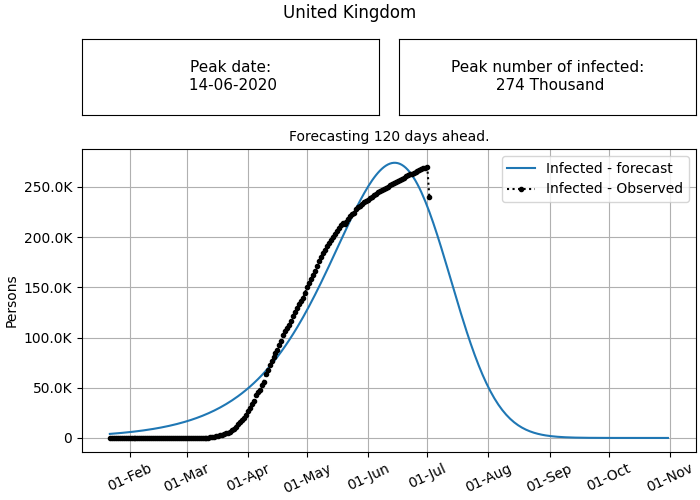 United Kingdom
Peak date:
14-06-2020
Peak number of infected:
274 Thousand
Forecasting 120 days ahead.
Infected - forecast
Infected - Observed
Persons
250.0K
200.0K
150.0K
100.0K
50.0K
0
01-Feb
01-Mar
01-Apr
01-May
01-Jun
01-Jul
01-Aug
01-Sep
01-Oct
01-Nov